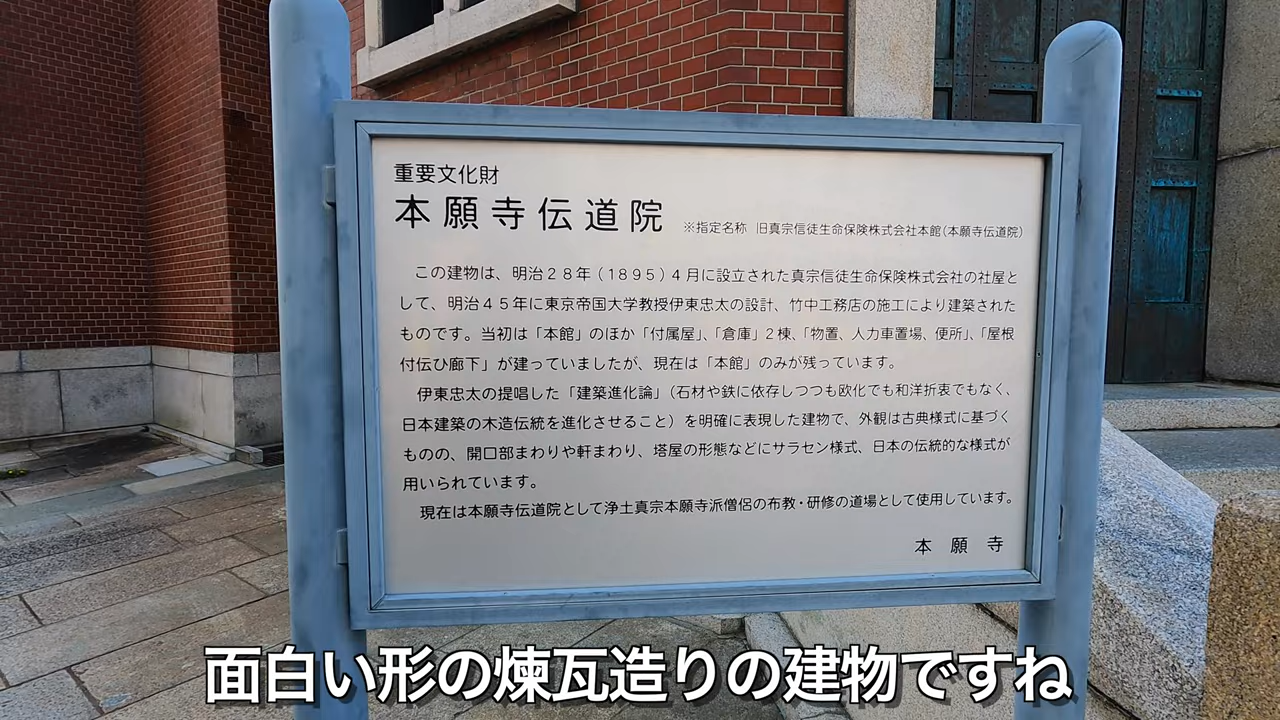 重要文化財
本願寺伝道院 ※指定名称 旧真宗信徒生命保険株式会社本館(本願寺伝道院)
この建物は、明治28年(1895)4月に設立された真宗信徒生命保険株式会社の社屋と
して、明治45年に東京帝国大学教授伊東忠太の設計、竹中工務店の施工により建築された
ものです。当初は「本館」のほか「付属屋」、「倉庫」2棟、「物置、人力車置場、便所」、「屋根
付伝ひ廊下」が建っていましたが、現在は「本館」のみが残っています。
伊東忠太の提唱した「建築進化論」(石材や鉄に依存しつつも欧化でも和洋折衷でもなく、
日本建築の木造伝統を進化させること)を明確に表現した建物で、外観は古典様式に基づく
ものの、開口部まわりや軒まわり、塔屋の形態などにサラセン様式、日本の伝統的な様式が
用いられています。
現在は本願寺伝道院として浄土真宗本願寺派僧侶の布教・研修の道場として使用しています。
本願寺
面白い形の煉瓦造りの建物ですね